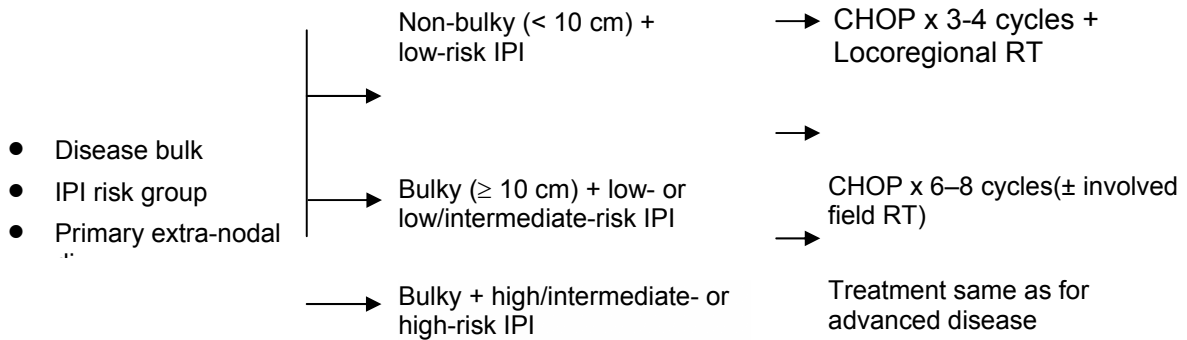 Non-bulky (< 10 cm) +
low-risk IPI
CHOP x 3-4 cycles +
Locoregional RT
● Disease bulk
● IPI risk group
● Primary extra-nodal
Bulky (≥ 10 cm) + low- or
low/intermediate-risk IPI
CHOP x 6–8 cycles(± involved
field RT)
Bulky + high/intermediate- or
high-risk IPI
Treatment same as for
advanced disease